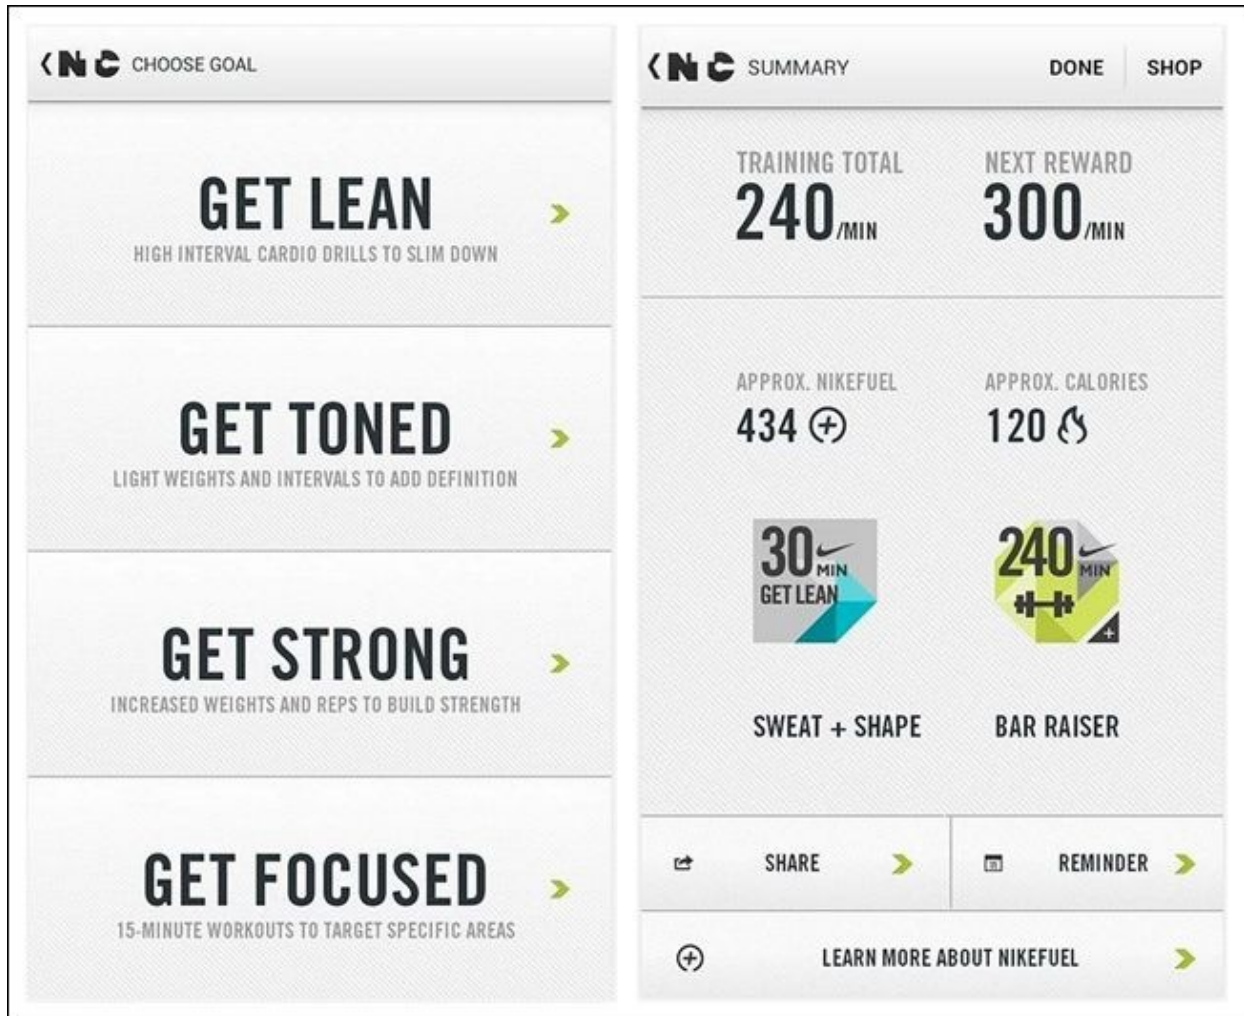 NTC CHOOSE GOAL
GET LEAN
HIGH INTERVAL CARDIO DRILLS TO SLIM DOWN
GET TONED
LIGHT WEIGHTS AND INTERVALS TO ADD DEFINITION
GET STRONG
INCREASED WEIGHTS AND REPS TO BUILD STRENGTH
GET FOCUSED
15-MINUTE WORKOUTS TO TARGET SPECIFIC AREAS
NTC SUMMARY DONE SHOP
TRAINING TOTAL NEXT REWARD
240/MIN 300/MIN
APPROX. NIKEFUEL APPROX. CALORIES
434 120
30 MIN
GET LEAN
240 MIN
SWEAT + SHAPE BAR RAISER
SHARE REMINDER
LEARN MORE ABOUT NIKEFUEL